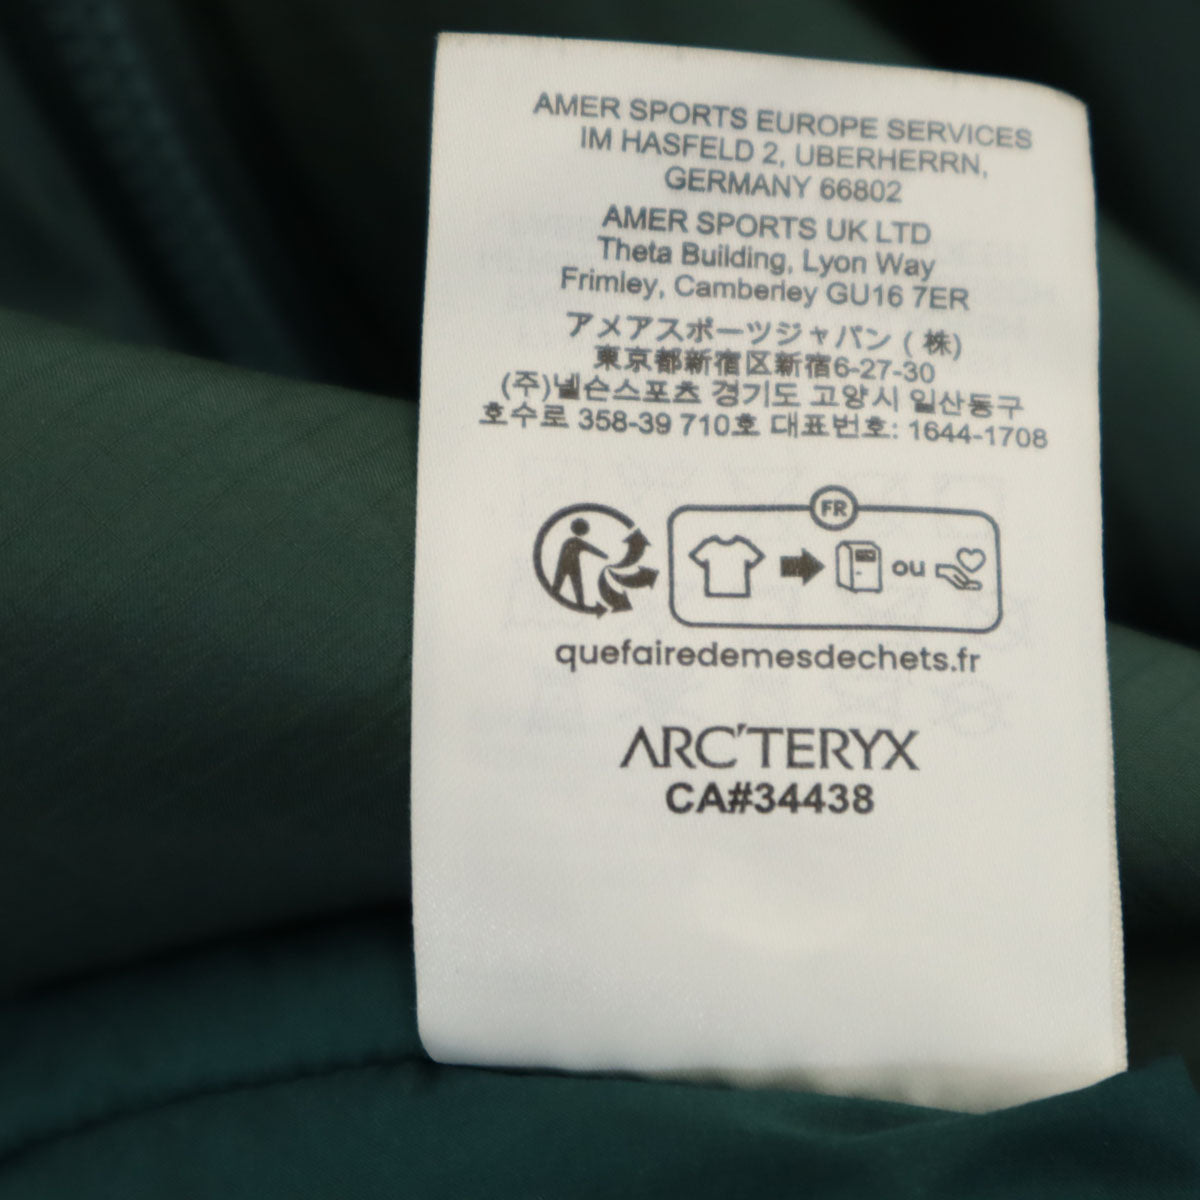 AMER SPORTS EUROPE SERVICES
IM HASFELD 2, UBERHERRN,
GERMANY 66802
AMER SPORTS UK LTD
Theta Building, Lyon Way
Frimley, Camberley GU16 7ER
アメアスポーツジャパン ( 株)
東京都新宿区新宿6-27-30
(주)넬슨스포츠 경기도 고양시 일산동구
호수로 358-39 710호 대표번호: 1644-1708
FR
ou
quefairedemesdechets.fr
ARC'TERYX
CA#34438